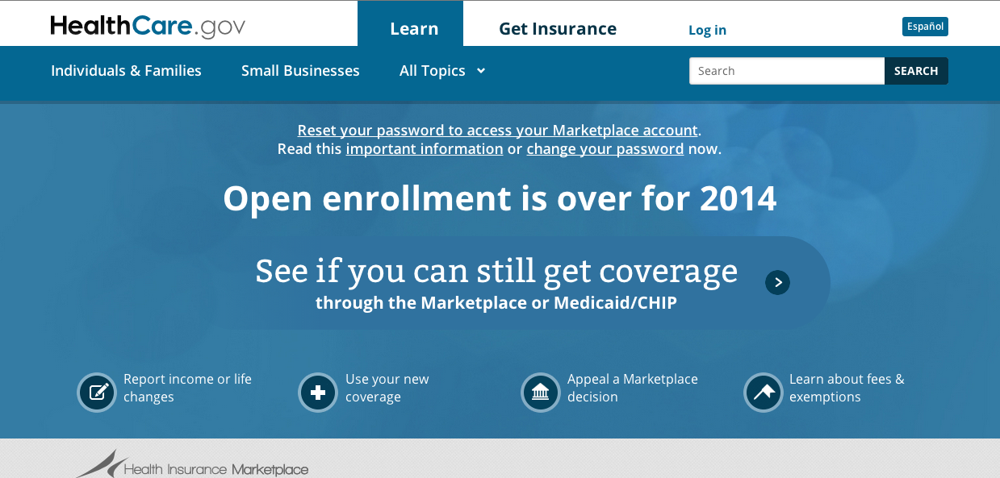 HealthCare.gov
Learn
Get Insurance
Log in
Español
Individuals & Families
Small Businesses
All Topics
Search
SEARCH
Reset your password to access your Marketplace account.
Read this important information or change your password now.
Open enrollment is over for 2014
See if you can still get coverage
through the Marketplace or Medicaid/CHIP
Report income or life
changes
Use your new
coverage
Appeal a Marketplace
decision
Learn about fees &
exemptions
Health Insurance Marketplace